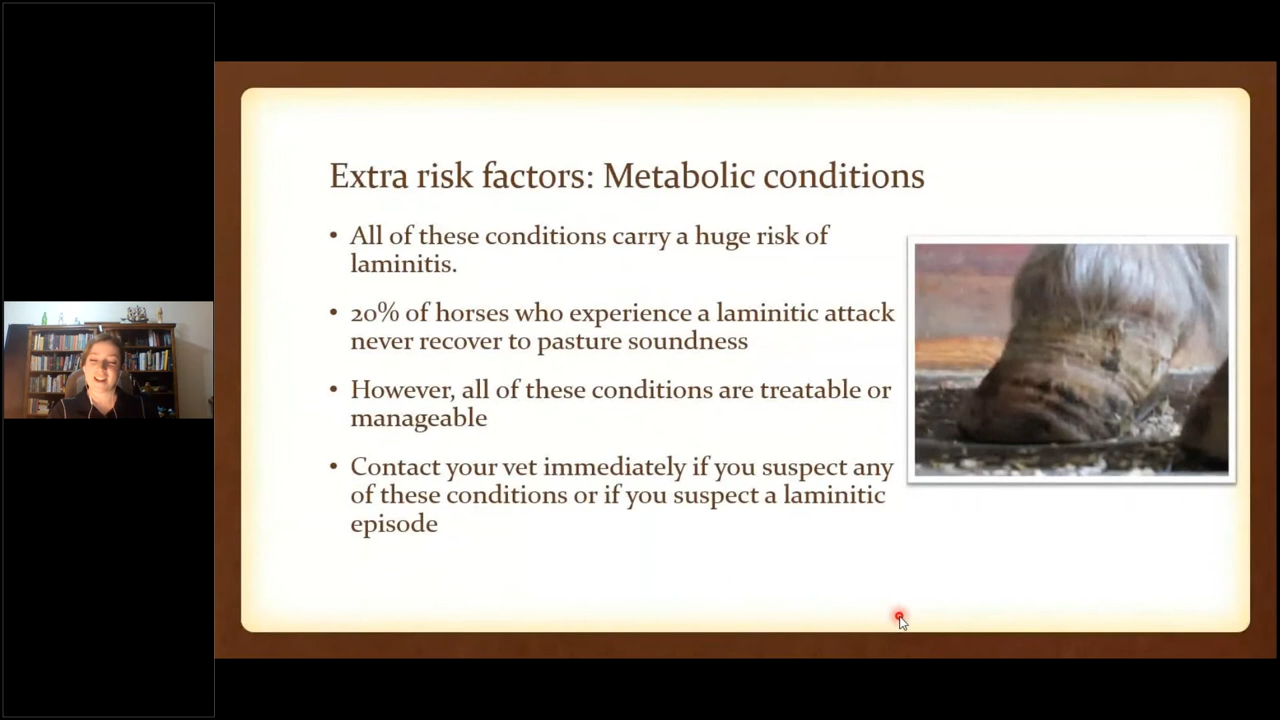 Extra risk factors: Metabolic conditions
• All of these conditions carry a huge risk of
laminitis.
• 20% of horses who experience a laminitic attack
never recover to pasture soundness
• However, all of these conditions are treatable or
manageable
• Contact your vet immediately if you suspect any
of these conditions or if you suspect a laminitic
episode